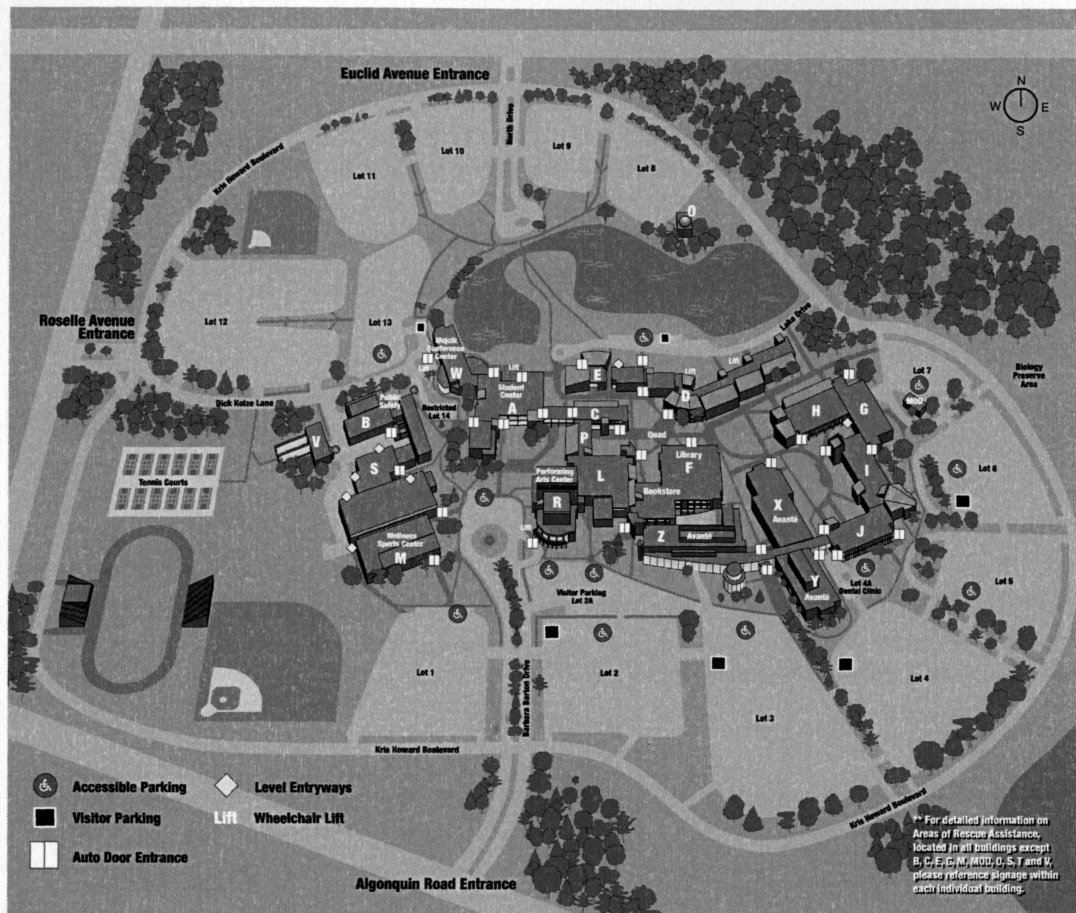 Euclid Avenue Entrance
N
W E
S
North Drive
Lot 10
Lot 9
Lot 11
Lot 8
Kris Howard Boulevard
O
Roselle Avenue
Entrance
Lot 12
Lot 13
Lake Drive
Wojcik
Conference
Center
Lift
W
Lift
Student
Center
A
E
Lift
Lift
D
Lot 7
Biology
Preserve
Area
MOD
Dick Kolze Lane
Public
Safety
B
Restricted
Lot 14
C
H
G
V
P
Quad
S
Library
F
I
Lot 6
Tennis Courts
Performing
Arts Center
L
Bookstore
R
X
Avanté
Wellness
Sports Center
M
Lift
Z
Avanté
J
Y
Avanté
Lot 4A
Dental Clinic
Lot 5
Visitor Parking
Lot 2A
Lot 1
Barbara Barton Drive
Lot 2
Lot 3
Lot 4
Kris Howard Boulevard
Kris Howard Boulevard
Accessible Parking
Level Entryways
Visitor Parking
Lift Wheelchair Lift
Auto Door Entrance
Algonquin Road Entrance
** For detailed information on
Areas of Rescue Assistance,
located in all buildings except
B, C, E, G, M, MOD, O, S, T and V,
please reference signage within
each individual building.